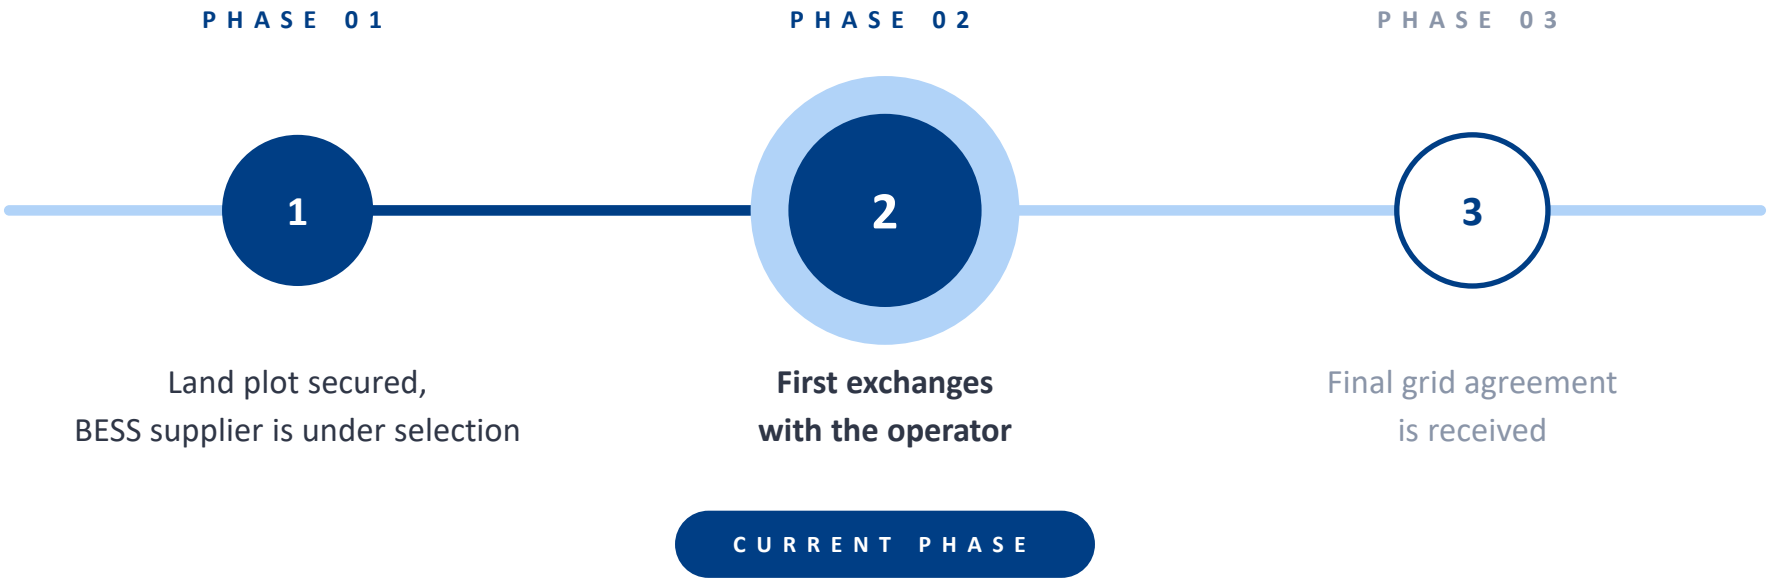 PHASE 01
PHASE 02
PHASE 03
1
2
3
Land plot secured,
BESS supplier is under selection
First exchanges
with the operator
Final grid agreement
is received
CURRENT PHASE